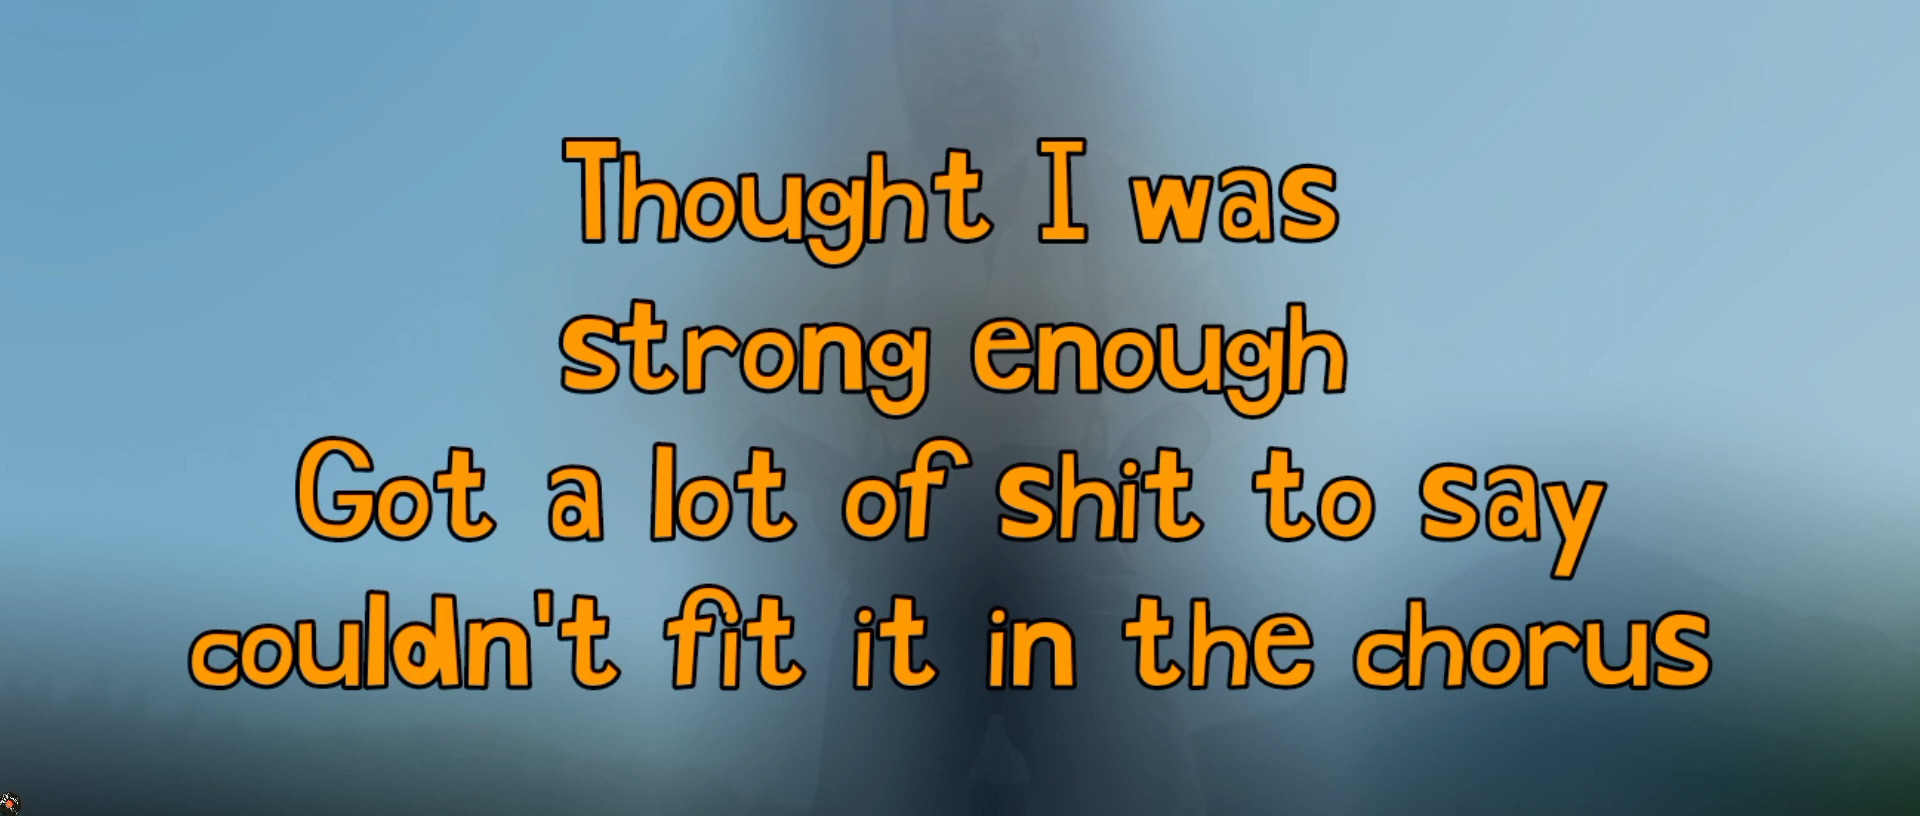 Thought I was
strong enough
Got a lot of shit to say
couldn't fit it in the chorus